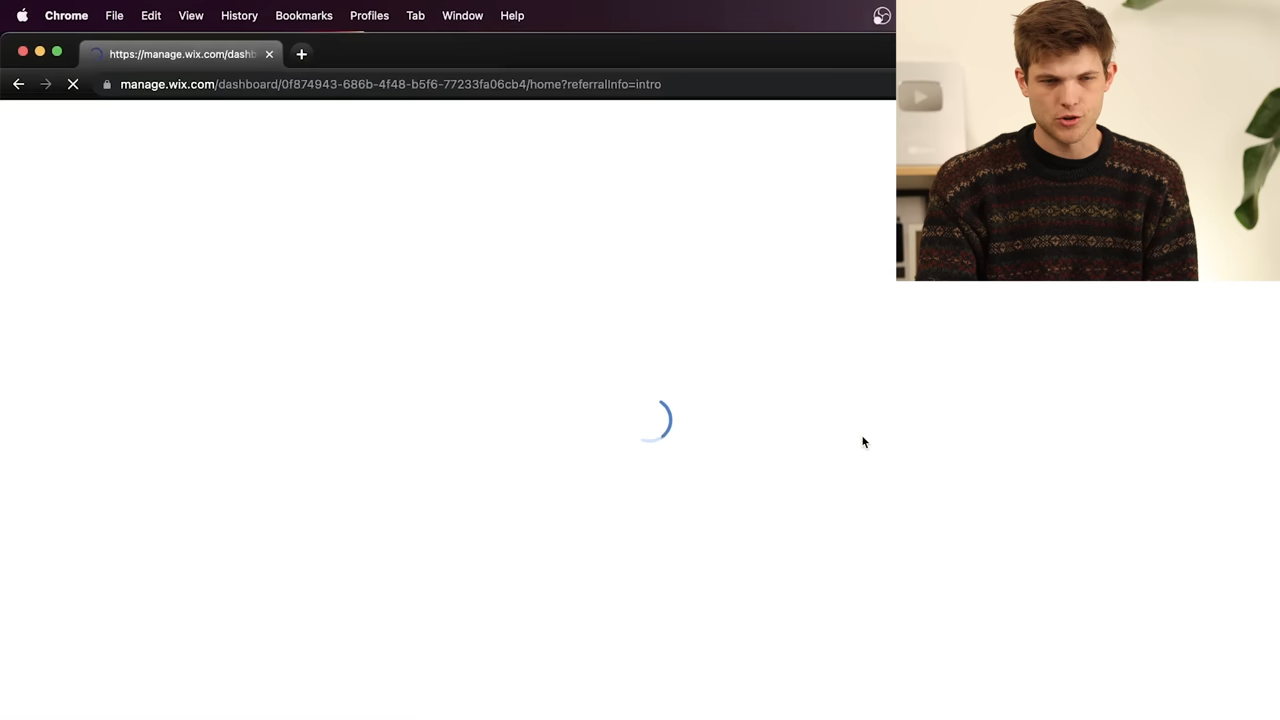 Chrome File Edit View History Bookmarks Profiles Tab Window Help
https://manage.wix.com/dashb
manage.wix.com/dashboard/0f874943-686b-4f48-b5f6-77233fa06cb4/home?referralInfo=intro